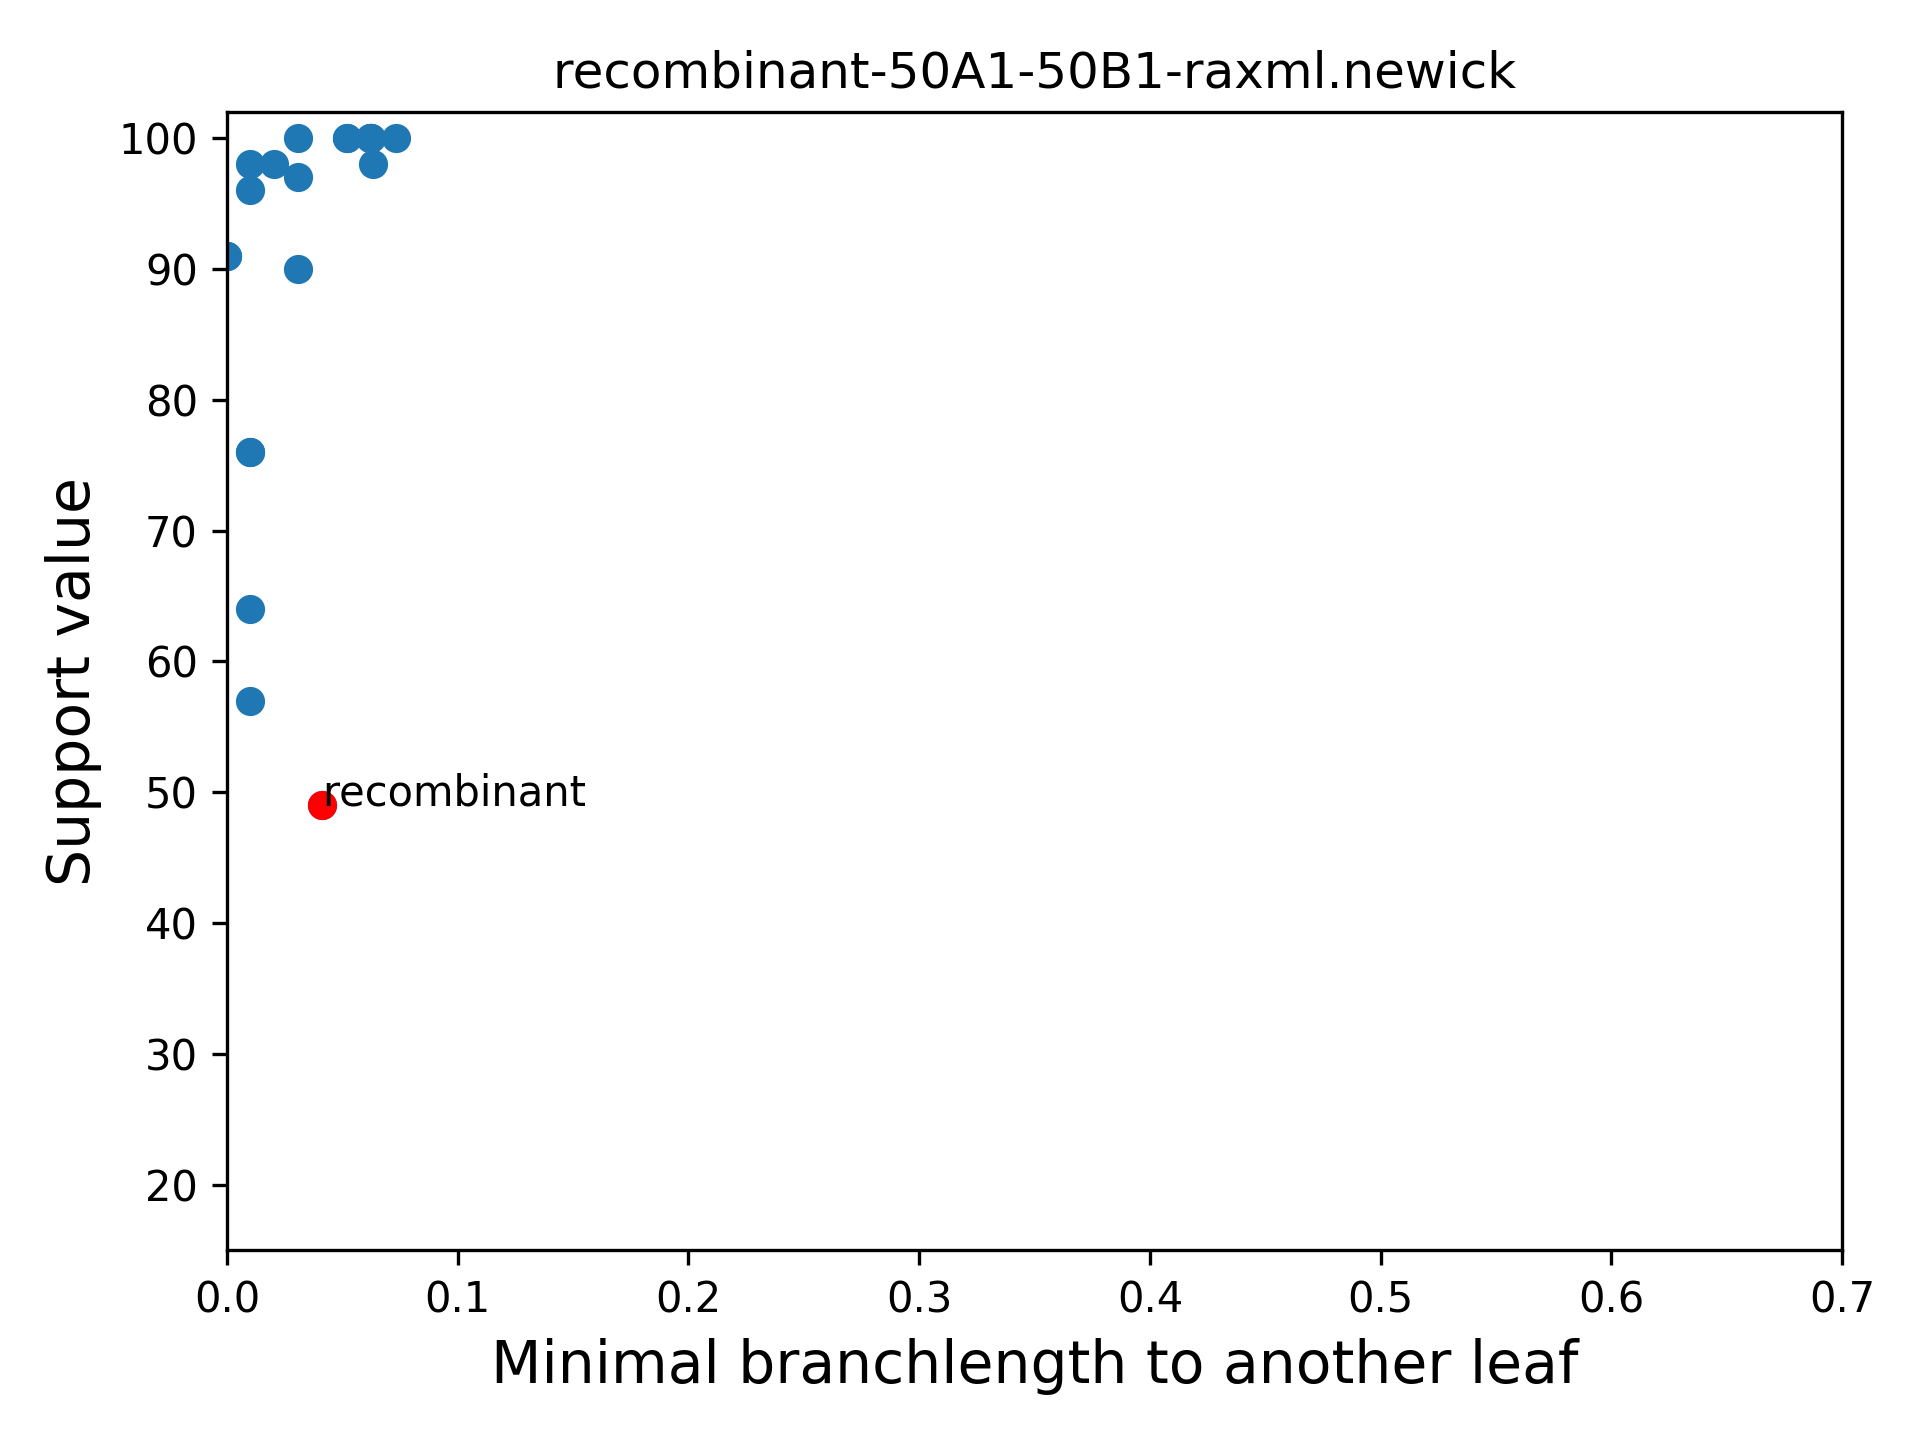 recombinant-50A1-50B1-raxml.newick
100
90
80
70
60
50
40
30
20
Support value
recombinant
0.0 0.1 0.2 0.3 0.4 0.5 0.6 0.7
Minimal branchlength to another leaf